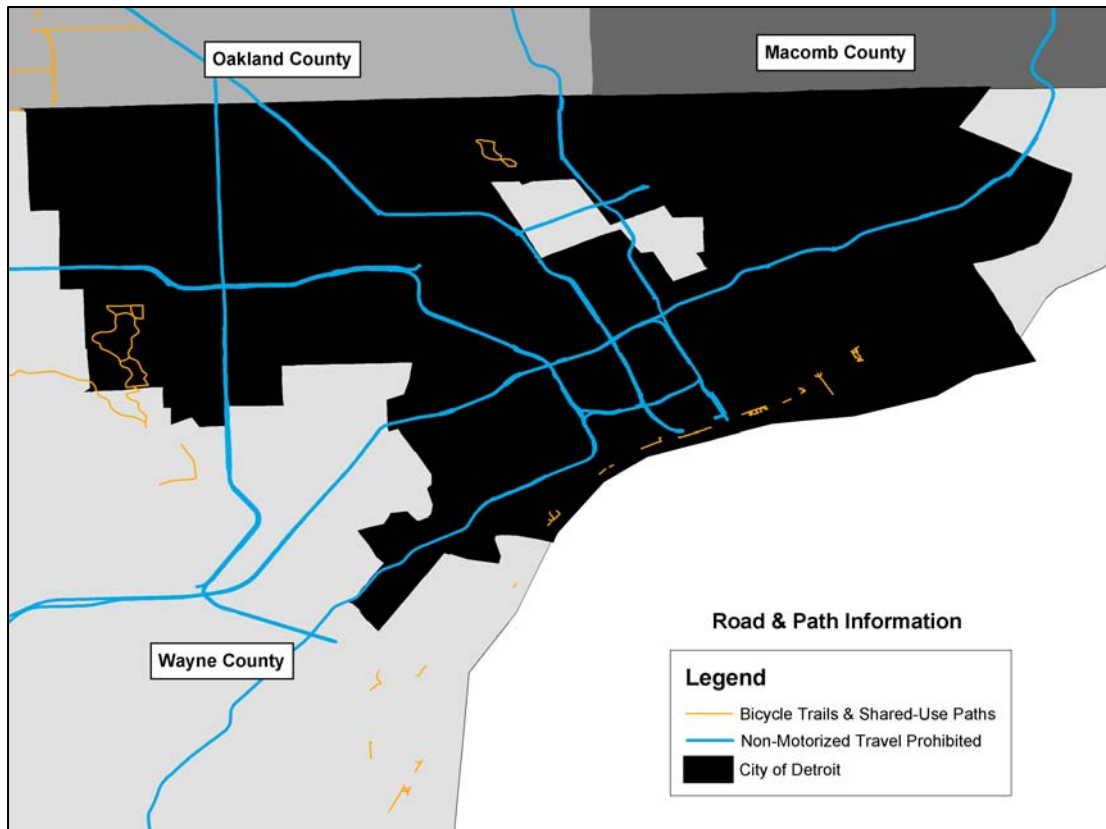 Oakland County
Macomb County
Wayne County
Road & Path Information
Legend
Bicycle Trails & Shared-Use Paths
Non-Motorized Travel Prohibited
City of Detroit